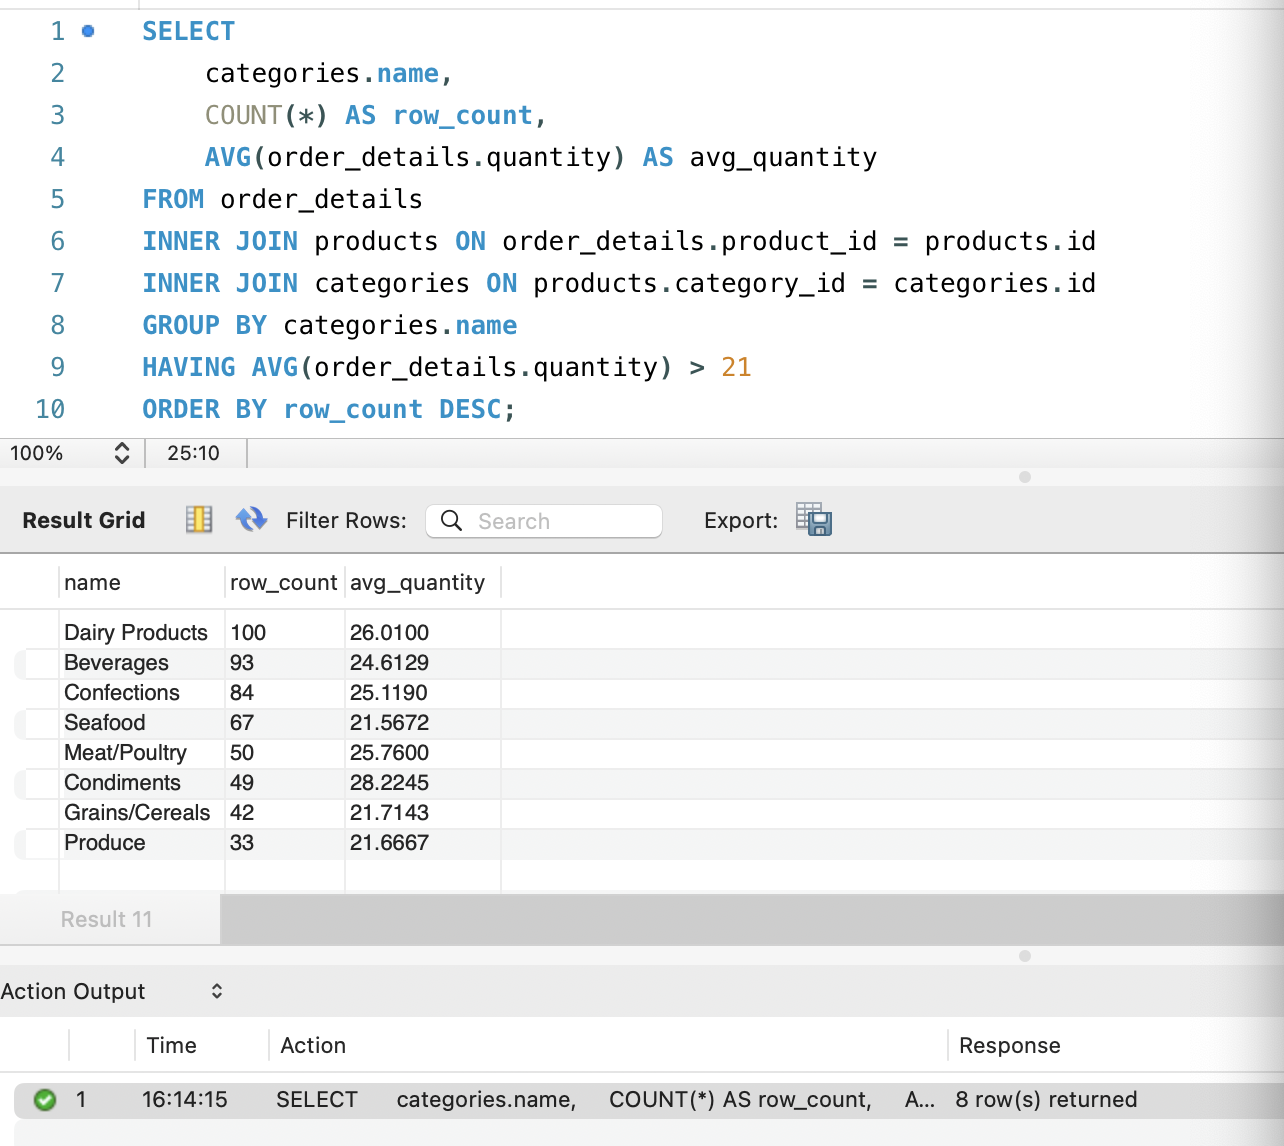 1 SELECT
2 categories.name,
3 COUNT(*) AS row_count,
4 AVG(order_details.quantity) AS avg_quantity
5 FROM order_details
6 INNER JOIN products ON order_details.product_id = products.id
7 INNER JOIN categories ON products.category_id = categories.id
8 GROUP BY categories.name
9 HAVING AVG(order_details.quantity) > 21
10 ORDER BY row_count DESC;
100% 25:10
Result Grid Filter Rows: Search Export:
name row_count avg_quantity
Dairy Products 100 26.0100
Beverages 93 24.6129
Confections 84 25.1190
Seafood 67 21.5672
Meat/Poultry 50 25.7600
Condiments 49 28.2245
Grains/Cereals 42 21.7143
Produce 33 21.6667
Result 11
Action Output
Time Action Response
1 16:14:15 SELECT categories.name, COUNT(*) AS row_count, A... 8 row(s) returned